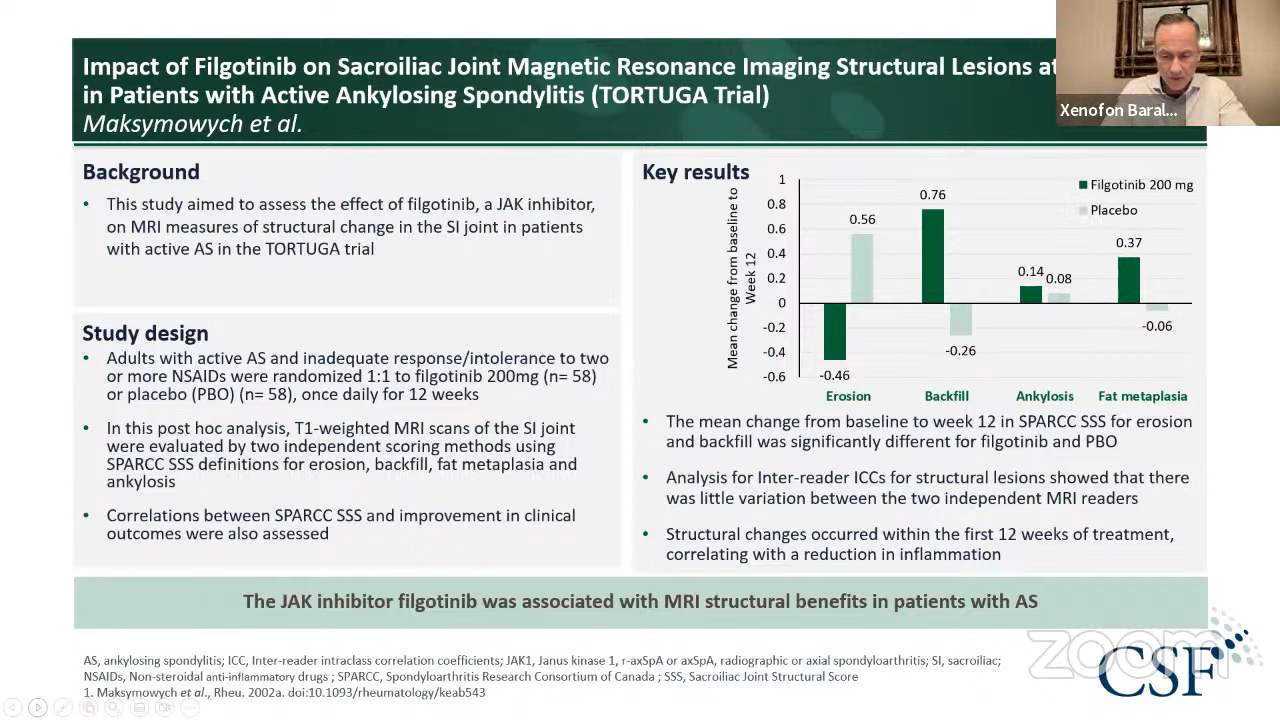 Impact of Filgotinib on Sacroiliac Joint Magnetic Resonance Imaging Structural Lesions at
in Patients with Active Ankylosing Spondylitis (TORTUGA Trial)
Maksymowych et al.
Xenofon Baral...
Background
• This study aimed to assess the effect of filgotinib, a JAK inhibitor,
on MRI measures of structural change in the SI joint in patients
with active AS in the TORTUGA trial
Study design
• Adults with active AS and inadequate response/intolerance to two
or more NSAIDs were randomized 1:1 to filgotinib 200mg (n= 58)
or placebo (PBO) (n= 58), once daily for 12 weeks
• In this post hoc analysis, T1-weighted MRI scans of the SI joint
were evaluated by two independent scoring methods using
SPARCC SSS definitions for erosion, backfill, fat metaplasia and
ankylosis
• Correlations between SPARCC SSS and improvement in clinical
outcomes were also assessed
Key results
Mean change from baseline to
Week 12
1
0.8
0.6
0.4
0.2
0
-0.2
-0.4
-0.6
-0.46
0.56
0.76
-0.26
0.14
0.08
0.37
-0.06
Filgotinib 200 mg
Placebo
Erosion
Backfill
Ankylosis
Fat metaplasia
• The mean change from baseline to week 12 in SPARCC SSS for erosion
and backfill was significantly different for filgotinib and PBO
• Analysis for Inter-reader ICCs for structural lesions showed that there
was little variation between the two independent MRI readers
• Structural changes occurred within the first 12 weeks of treatment,
correlating with a reduction in inflammation
The JAK inhibitor filgotinib was associated with MRI structural benefits in patients with AS
AS, ankylosing spondylitis; ICC, Inter-reader intraclass correlation coefficients; JAK1, Janus kinase 1, r-axSpA or axSpA, radiographic or axial spondyloarthritis; SI, sacroiliac;
NSAIDs, Non-steroidal anti-inflammatory drugs ; SPARCC, Spondyloarthritis Research Consortium of Canada ; SSS, Sacroiliac Joint Structural Score
1. Maksymowych et al., Rheu. 2002a. doi:10.1093/rheumatology/keab543
zoom
CSF